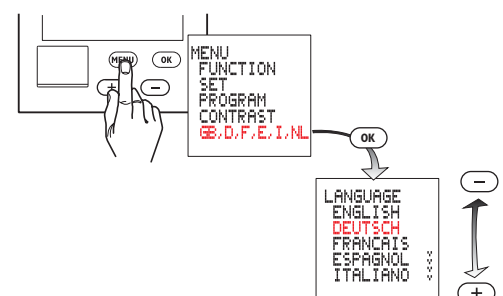 MENU
OK
+
−
MENU
FUNCTION
SET
PROGRAM
CONTRAST
GB,D,F,E,I,NL
OK
LANGUAGE
ENGLISH
DEUTSCH
FRANCAIS
ESPAGNOL
ITALIANO
−
+